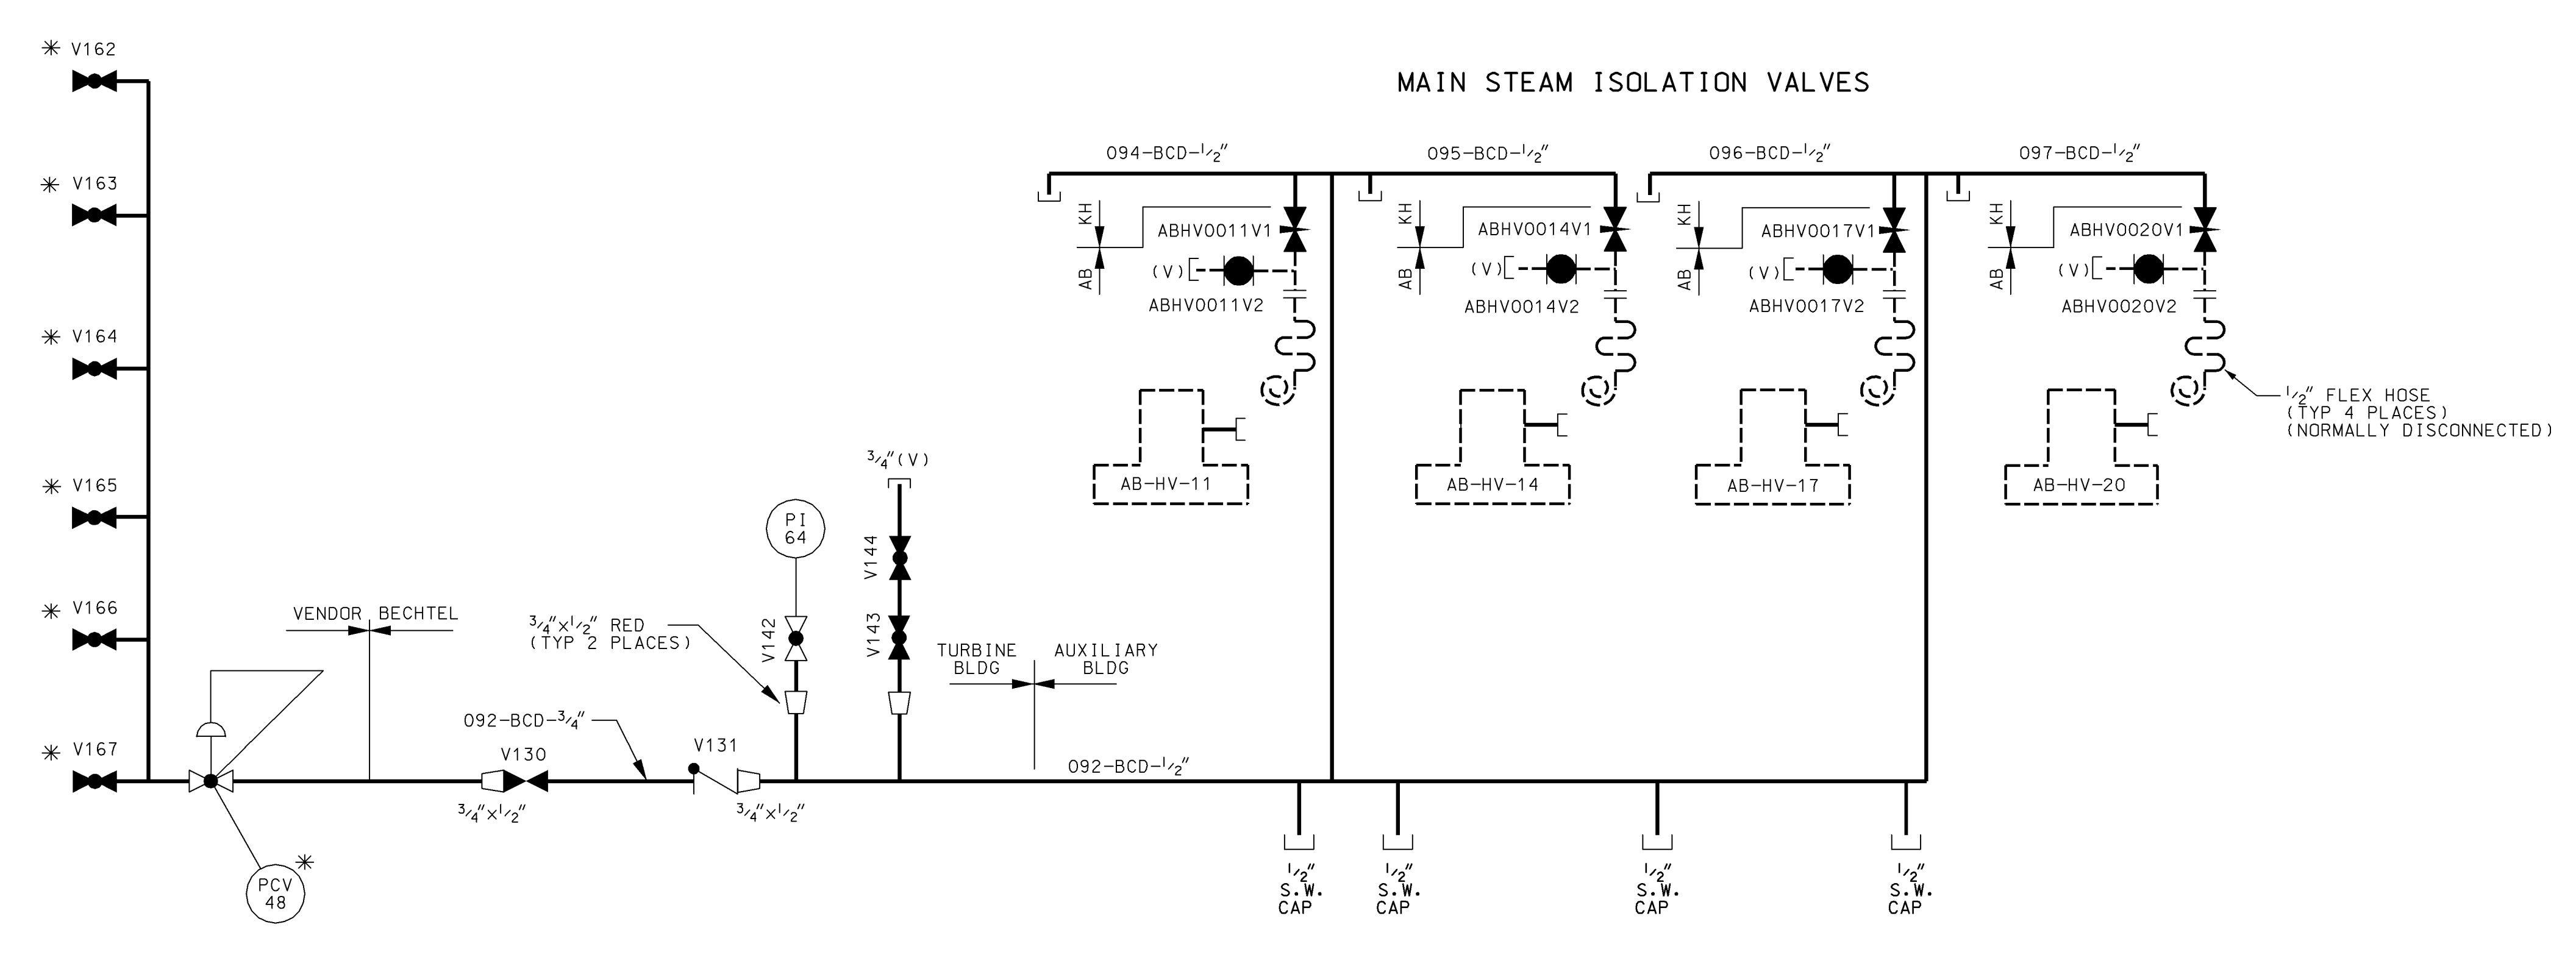 * V162
MAIN STEAM ISOLATION VALVES
094-BCD-1/2"
095-BCD-1/2"
096-BCD-1/2"
097-BCD-1/2"
* V163
KH
AB
ABHV0011V1
(V)
ABHV0011V2
KH
AB
ABHV0014V1
(V)
ABHV0014V2
KH
AB
ABHV0017V1
(V)
ABHV0017V2
KH
AB
ABHV0020V1
(V)
ABHV0020V2
* V164
1/2" FLEX HOSE
(TYP 4 PLACES)
(NORMALLY DISCONNECTED)
AB-HV-11
AB-HV-14
AB-HV-17
AB-HV-20
* V165
3/4"(V)
PI
64
V144
* V166
VENDOR
BECHTEL
3/4"x1/2" RED
(TYP 2 PLACES)
V142
V143
TURBINE
BLDG
AUXILIARY
BLDG
* V167
092-BCD-3/4"
V130
V131
092-BCD-1/2"
3/4"x1/2"
3/4"x1/2"
PCV
48
*
1/2"
S.W.
CAP
1/2"
S.W.
CAP
1/2"
S.W.
CAP
1/2"
S.W.
CAP